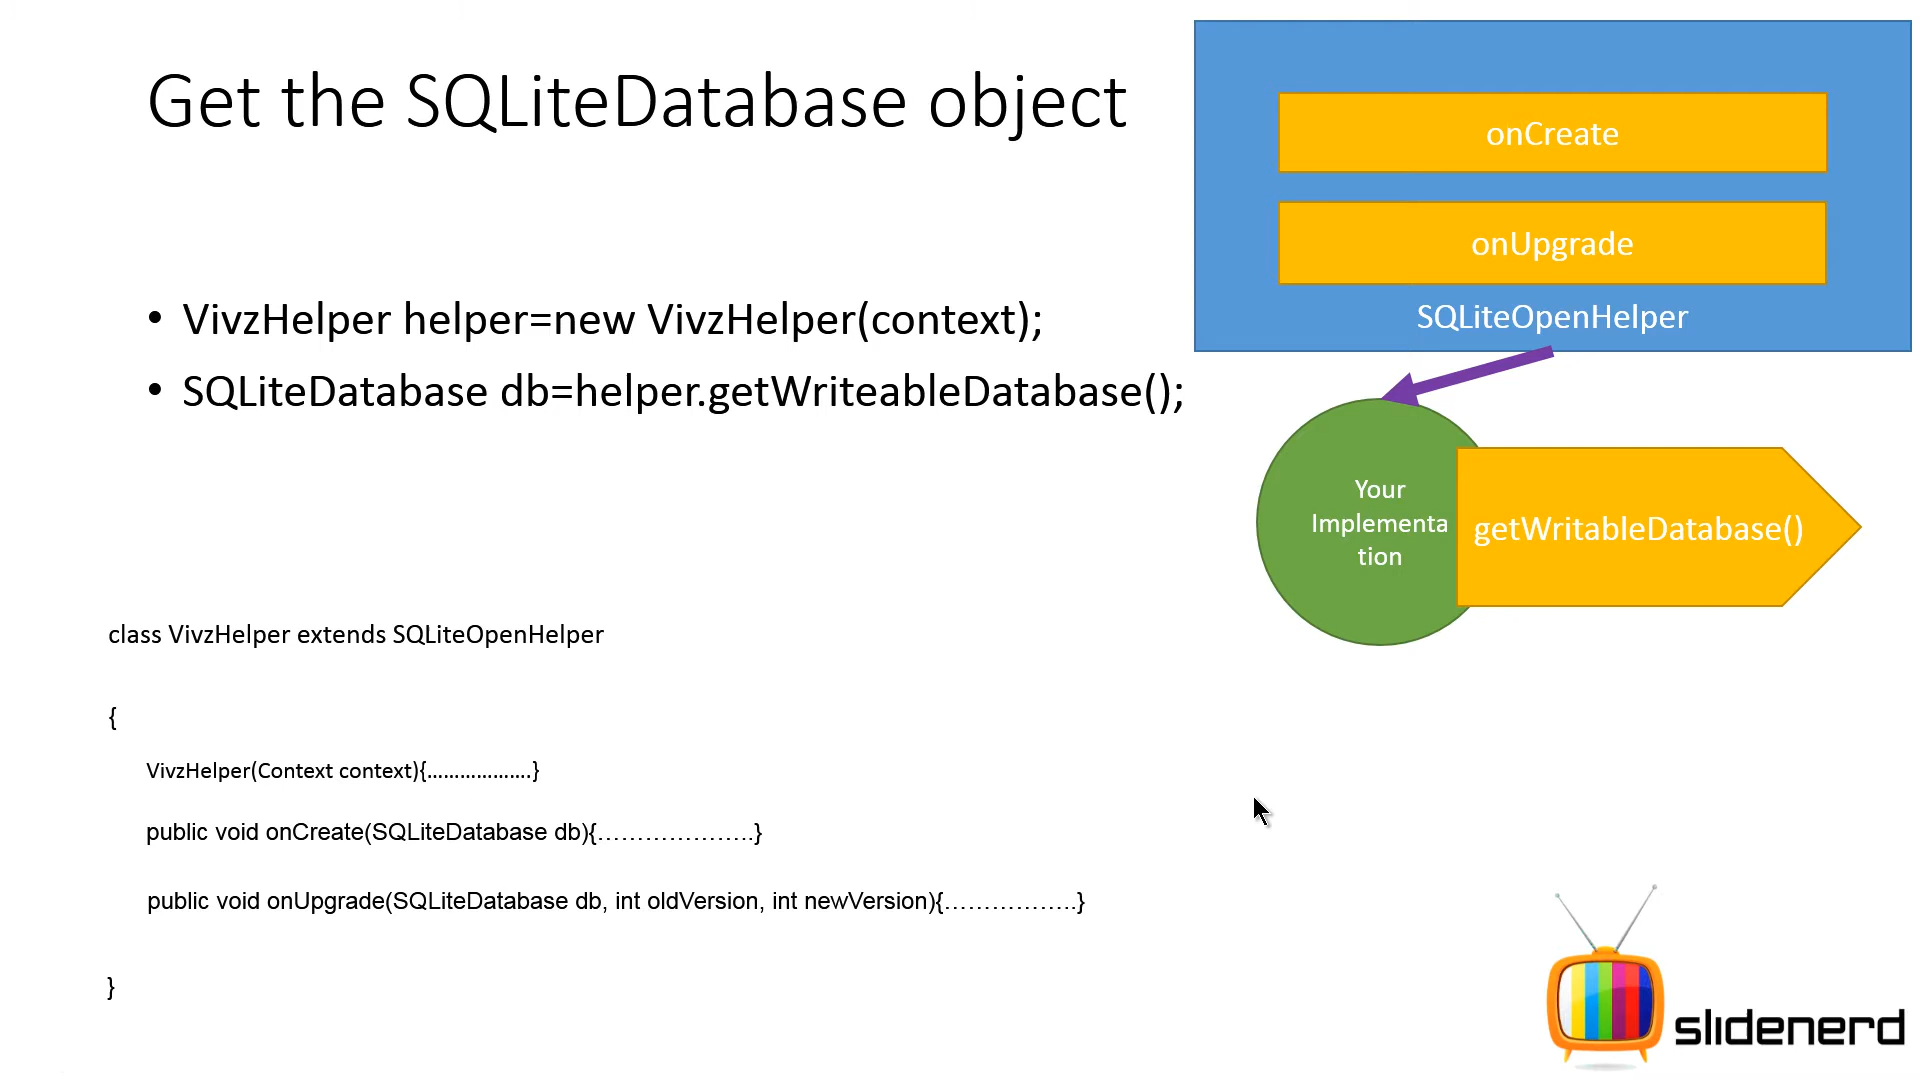 Get the SQLiteDatabase object
• VivzHelper helper=new VivzHelper(context);
• SQLiteDatabase db=helper.getWriteableDatabase();
class VivzHelper extends SQLiteOpenHelper
{
VivzHelper(Context context){...................}
public void onCreate(SQLiteDatabase db){………………..}
public void onUpgrade(SQLiteDatabase db, int oldVersion, int newVersion){……………..}
}
onCreate
onUpgrade
SQLiteOpenHelper
Your
Implementa
tion
getWritableDatabase()
slidenerd